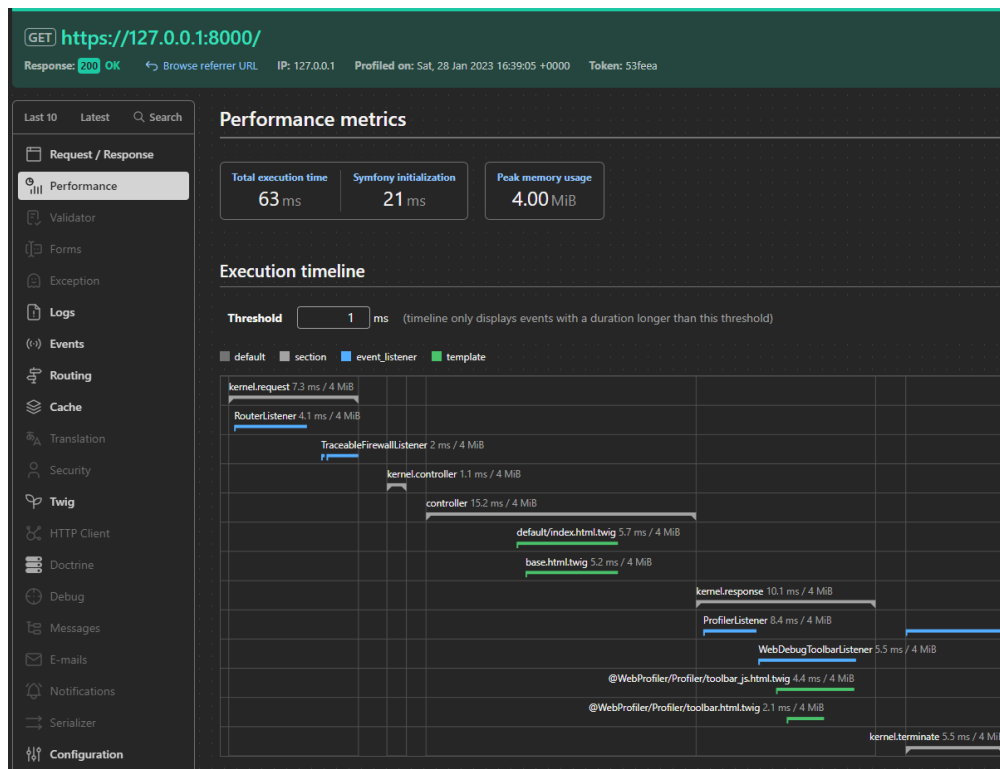 GET https://127.0.0.1:8000/
Response: 200 OK Browse referrer URL IP: 127.0.0.1 Profiled on: Sat, 28 Jan 2023 16:39:05 +0000 Token: 53feea
Last 10 Latest Search
Request / Response
Performance
Validator
Forms
Exception
Logs
Events
Routing
Cache
Translation
Security
Twig
HTTP Client
Doctrine
Debug
Messages
E-mails
Notifications
Serializer
Configuration
Performance metrics
Total execution time
63 ms
Symfony initialization
21 ms
Peak memory usage
4.00 MiB
Execution timeline
Threshold 1 ms (timeline only displays events with a duration longer than this threshold)
default section event_listener template
kernel.request 7.3 ms / 4 MiB
RouterListener 4.1 ms / 4 MiB
TraceableFirewallListener 2 ms / 4 MiB
kernel.controller 1.1 ms / 4 MiB
controller 15.2 ms / 4 MiB
default/index.html.twig 5.7 ms / 4 MiB
base.html.twig 5.2 ms / 4 MiB
kernel.response 10.1 ms / 4 MiB
ProfilerListener 8.4 ms / 4 MiB
WebDebugToolbarListener 5.5 ms / 4 MiB
@WebProfiler/Profiler/toolbar_js.html.twig 4.4 ms / 4 MiB
@WebProfiler/Profiler/toolbar.html.twig 2.1 ms / 4 MiB
kernel.terminate 5.5 ms / 4 Mi